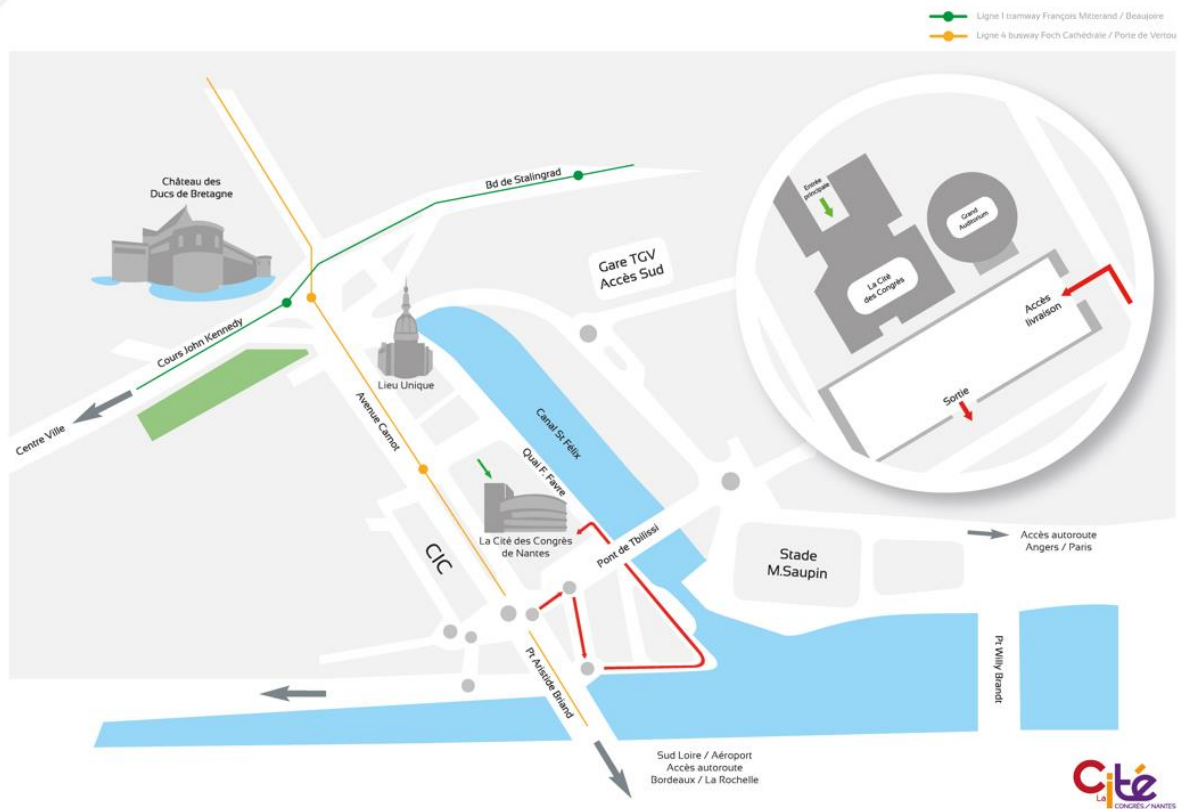 Ligne 1 tramway François Mitterand / Beaujoire
Ligne 4 busway Foch Cathédrale / Porte de Vertou
Château des
Ducs de Bretagne
Bd de Stalingrad
Gare TGV
Accès Sud
Entrée
principale
Grand
Auditorium
La Cité
des Congrès
Accès
livraison
Sortie
Cours John Kennedy
Lieu Unique
Centre Ville
Avenue Carnot
Canal St Félix
Quai F. Favre
La Cité des Congrès
de Nantes
CIC
Pont de Tbilissi
Stade
M.Saupin
Accès autoroute
Angers / Paris
Pt Aristide Briand
Pt Willy Brandt
Sud Loire / Aéroport
Accès autoroute
Bordeaux / La Rochelle
La Cité
CONGRÈS/NANTES